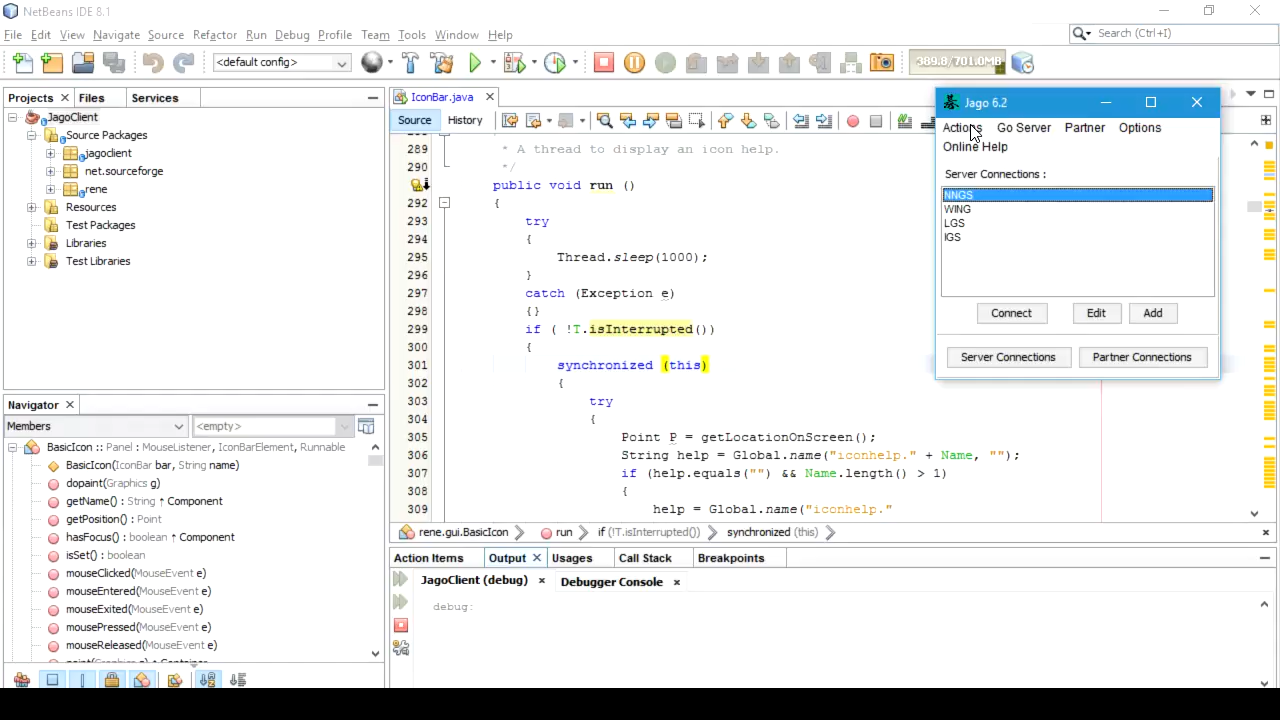 NetBeans IDE 8.1
File Edit View Navigate Source Refactor Run Debug Profile Team Tools Window Help
Search (Ctrl+I)
<default config>
389.8/701.0MB
Projects
Files
Services
JagoClient
Source Packages
jagoclient
net.sourceforge
rene
Resources
Test Packages
Libraries
Test Libraries
Navigator
Members
<empty>
BasicIcon :: Panel : MouseListener, IconBarElement, Runnable
BasicIcon(IconBar bar, String name)
dopaint(Graphics g)
getName() : String ↑ Component
getPosition() : Point
hasFocus() : boolean ↑ Component
isSet() : boolean
mouseClicked(MouseEvent e)
mouseEntered(MouseEvent e)
mouseExited(MouseEvent e)
mousePressed(MouseEvent e)
mouseReleased(MouseEvent e)
IconBar.java
Source History
289 * A thread to display an icon help.
290 */
public void run ()
292 {
293 try
294 {
295 Thread.sleep(1000);
296 }
297 catch (Exception e)
298 {}
299 if ( !T.isInterrupted())
300 {
301 synchronized (this)
302 {
303 try
304 {
305 Point P = getLocationOnScreen();
306 String help = Global.name("iconhelp." + Name, "");
307 if (help.equals("") && Name.length() > 1)
308 {
309 help = Global.name("iconhelp."
rene.gui.BasicIcon
run
if (!T.isInterrupted())
synchronized (this)
Action Items
Output
Usages
Call Stack
Breakpoints
JagoClient (debug)
Debugger Console
debug:
Jago 6.2
Actions Go Server Partner Options
Online Help
Server Connections :
NNGS
WING
LGS
IGS
Connect
Edit
Add
Server Connections
Partner Connections